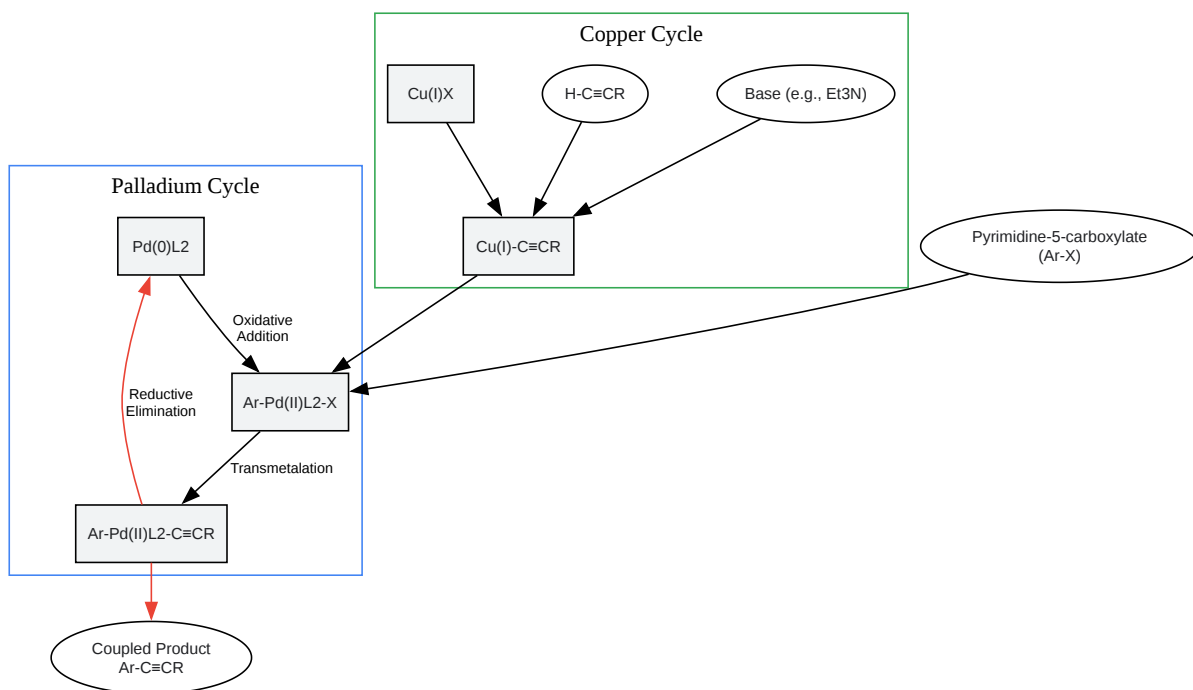 Copper Cycle
Cu(I)X
H-C≡CR
Base (e.g., Et3N)
Palladium Cycle
Pd(0)L2
Cu(I)-C≡CR
Pyrimidine-5-carboxylate
(Ar-X)
Oxidative
Addition
Reductive
Elimination
Ar-Pd(II)L2-X
Transmetalation
Ar-Pd(II)L2-C≡CR
Coupled Product
Ar-C≡CR